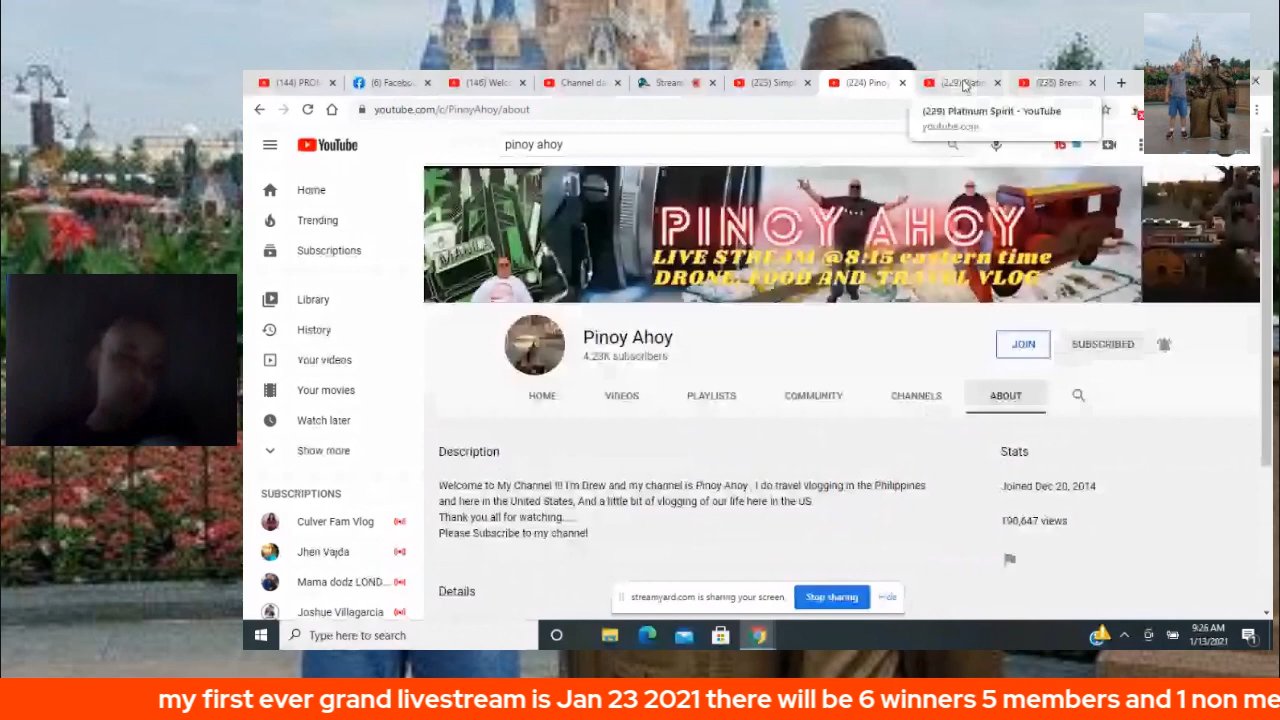 (144) PRO
(6) Facebo
(146) Welc
Channel da
Stream
(225) Simp
(224) Pino
(229) Platin
(238) Bren
youtube.com/c/PinoyAhoy/about
(229) Platinum Spirit - YouTube
youtube.com
YouTube
pinoy ahoy
16
Home
Trending
Subscriptions
Library
History
Your videos
Your movies
Watch later
Show more
SUBSCRIPTIONS
Culver Fam Vlog
Jhen Vajda
Mama dodz LOND...
Joshue Villagarcia
MANILA
PINOY AHOY
LIVE STREAM @8:15 eastern time
DRONE, FOOD AND TRAVEL VLOG
Pinoy Ahoy
4.23K subscribers
JOIN
SUBSCRIBED
HOME
VIDEOS
PLAYLISTS
COMMUNITY
CHANNELS
ABOUT
Description
Welcome to My Channel !!! I'm Drew and my channel is Pinoy Ahoy . I do travel vlogging in the Philippines
and here in the United States, And a little bit of vlogging of our life here in the US
Thank you all for watching......
Please Subscribe to my channel
Details
Stats
Joined Dec 20, 2014
190,647 views
streamyard.com is sharing your screen.
Stop sharing
Hide
Type here to search
9:26 AM
1/13/2021
my first ever grand livestream is Jan 23 2021 there will be 6 winners 5 members and 1 non me